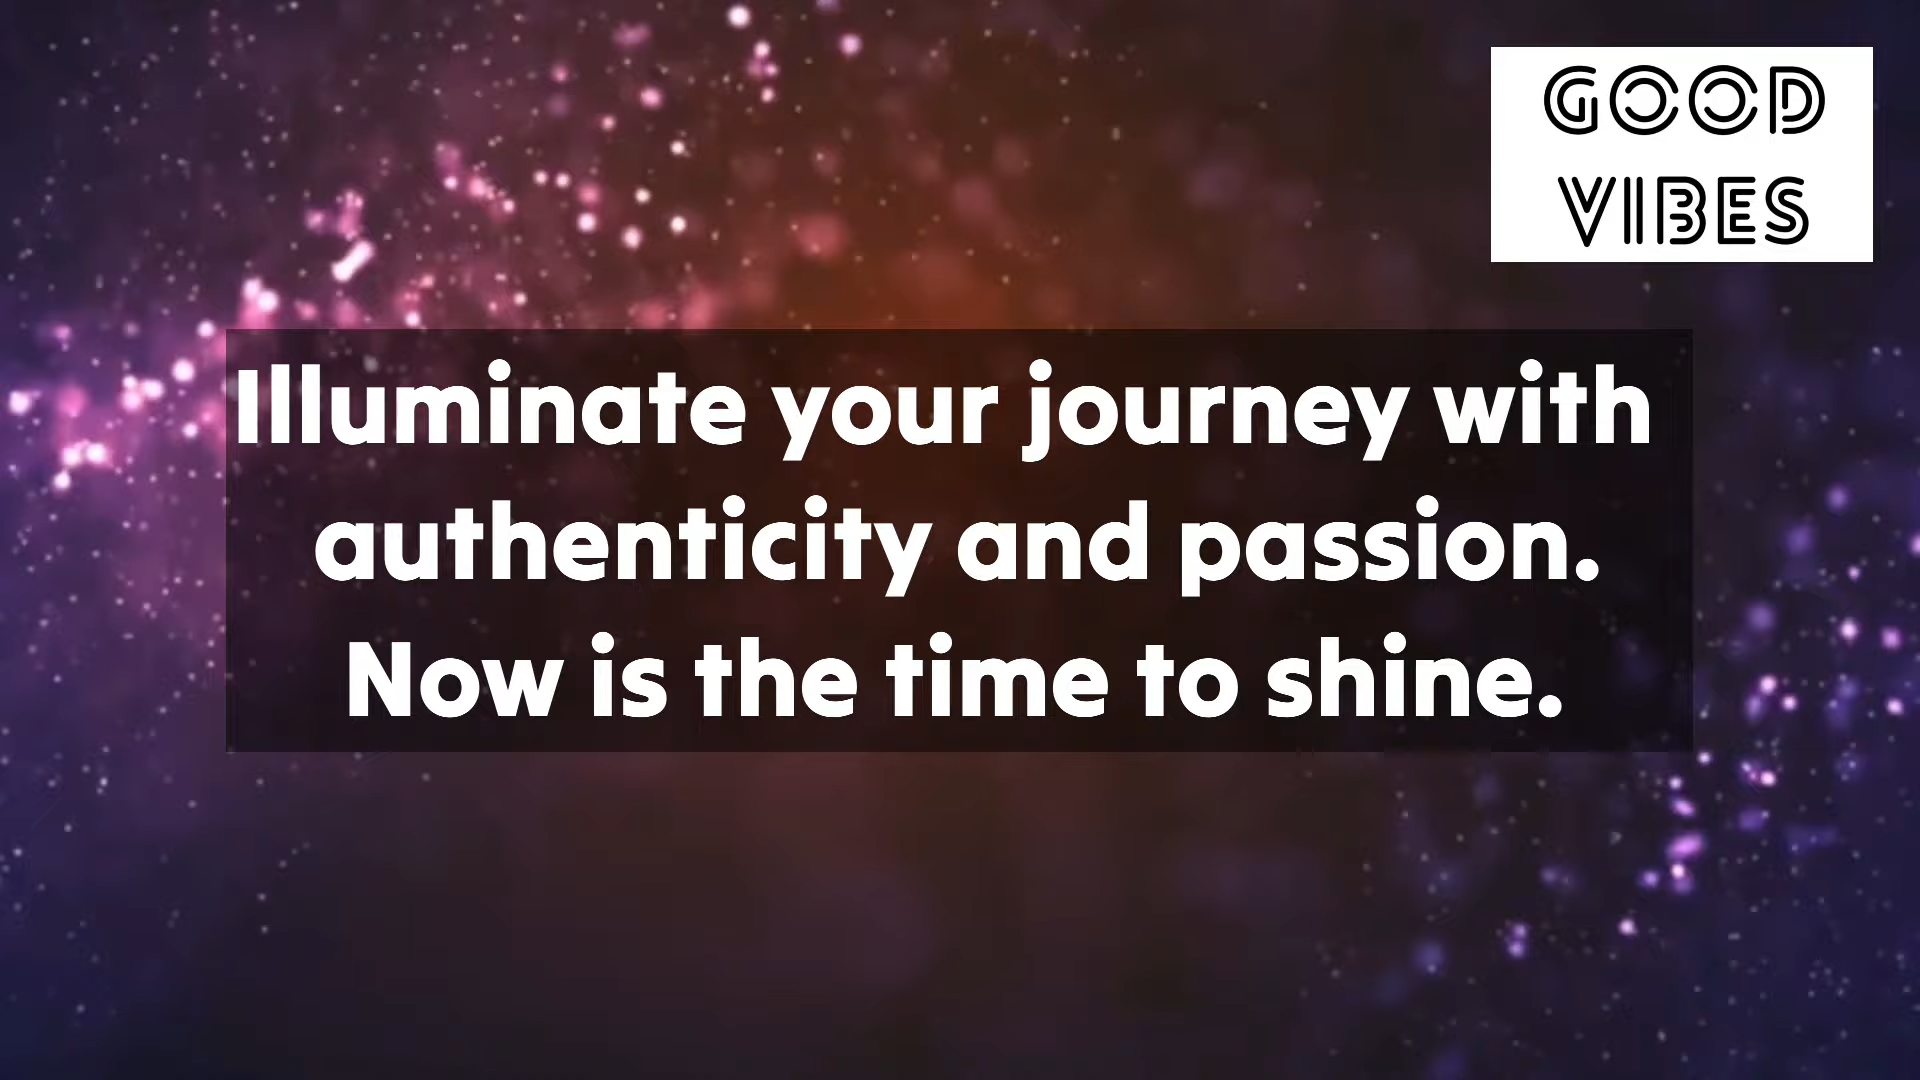 GOOD
VIBES
Illuminate your journey with
authenticity and passion.
Now is the time to shine.